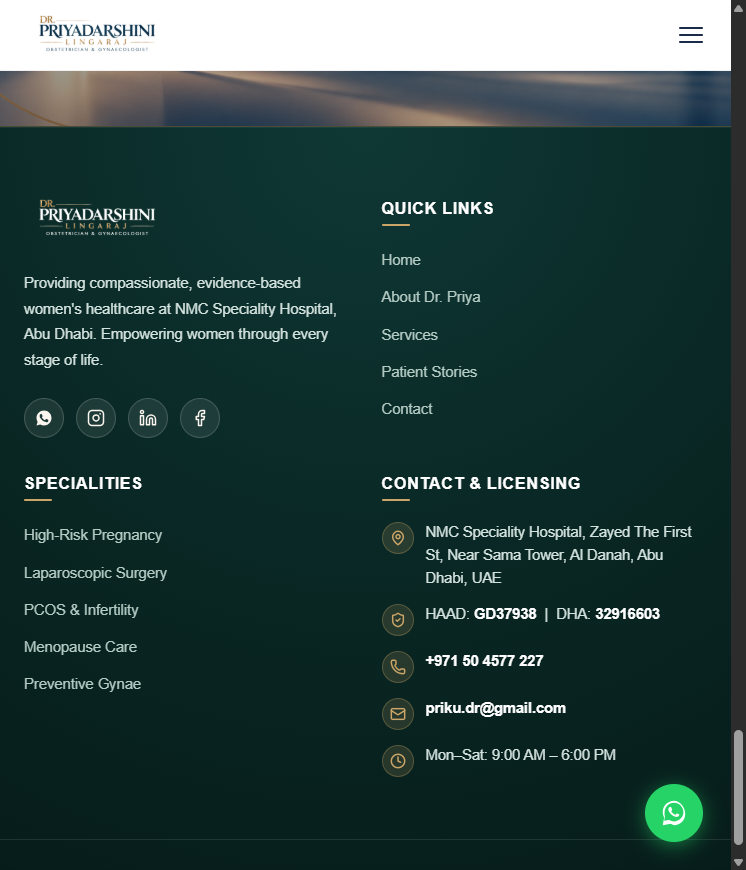 DR.
PRIYADARSHINI
LINGARAJ
OBSTETRICIAN & GYNAECOLOGIST
DR.
PRIYADARSHINI
LINGARAJ
OBSTETRICIAN & GYNAECOLOGIST
Providing compassionate, evidence-based
women's healthcare at NMC Speciality Hospital,
Abu Dhabi. Empowering women through every
stage of life.
QUICK LINKS
Home
About Dr. Priya
Services
Patient Stories
Contact
SPECIALITIES
High-Risk Pregnancy
Laparoscopic Surgery
PCOS & Infertility
Menopause Care
Preventive Gynae
CONTACT & LICENSING
NMC Speciality Hospital, Zayed The First
St, Near Sama Tower, Al Danah, Abu
Dhabi, UAE
HAAD: GD37938 | DHA: 32916603
+971 50 4577 227
priku.dr@gmail.com
Mon–Sat: 9:00 AM – 6:00 PM